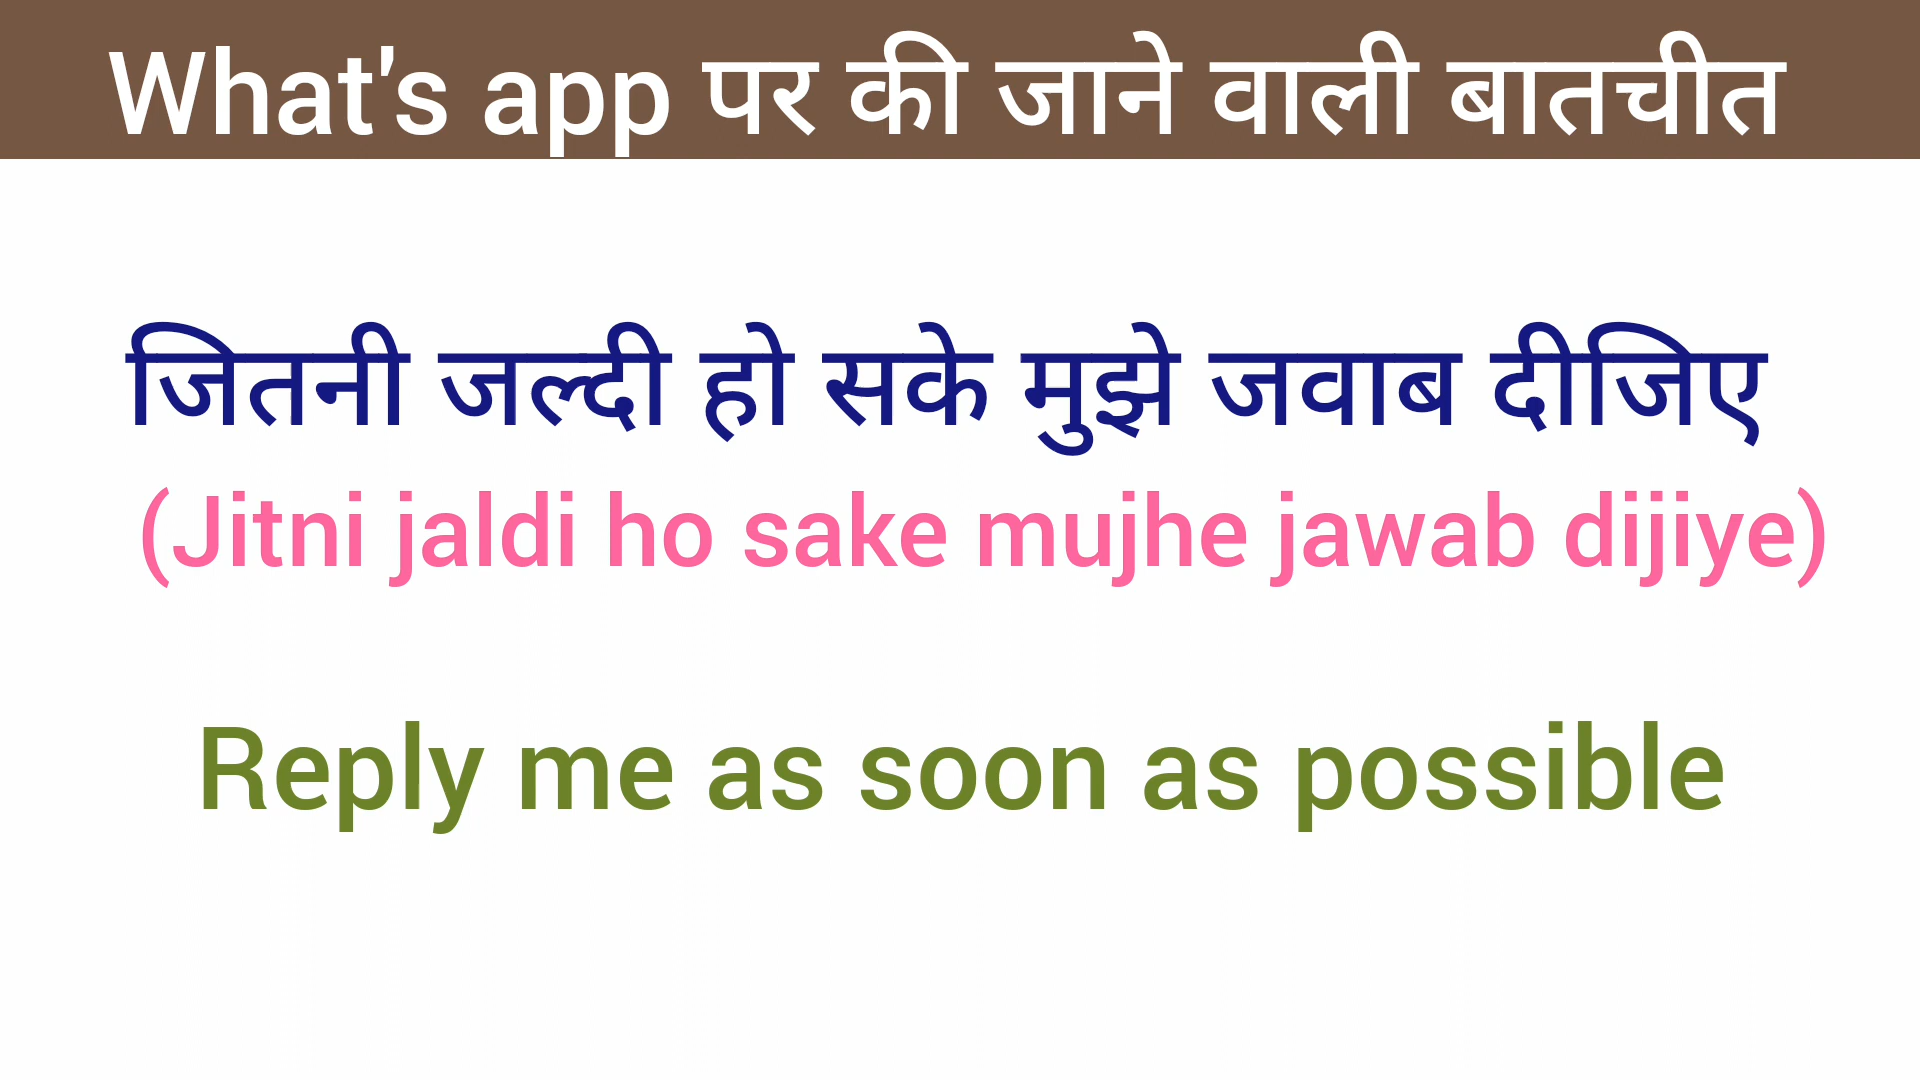 What's app पर की जाने वाली बातचीत
जितनी जल्दी हो सके मुझे जवाब दीजिए
(Jitni jaldi ho sake mujhe jawab dijiye)
Reply me as soon as possible